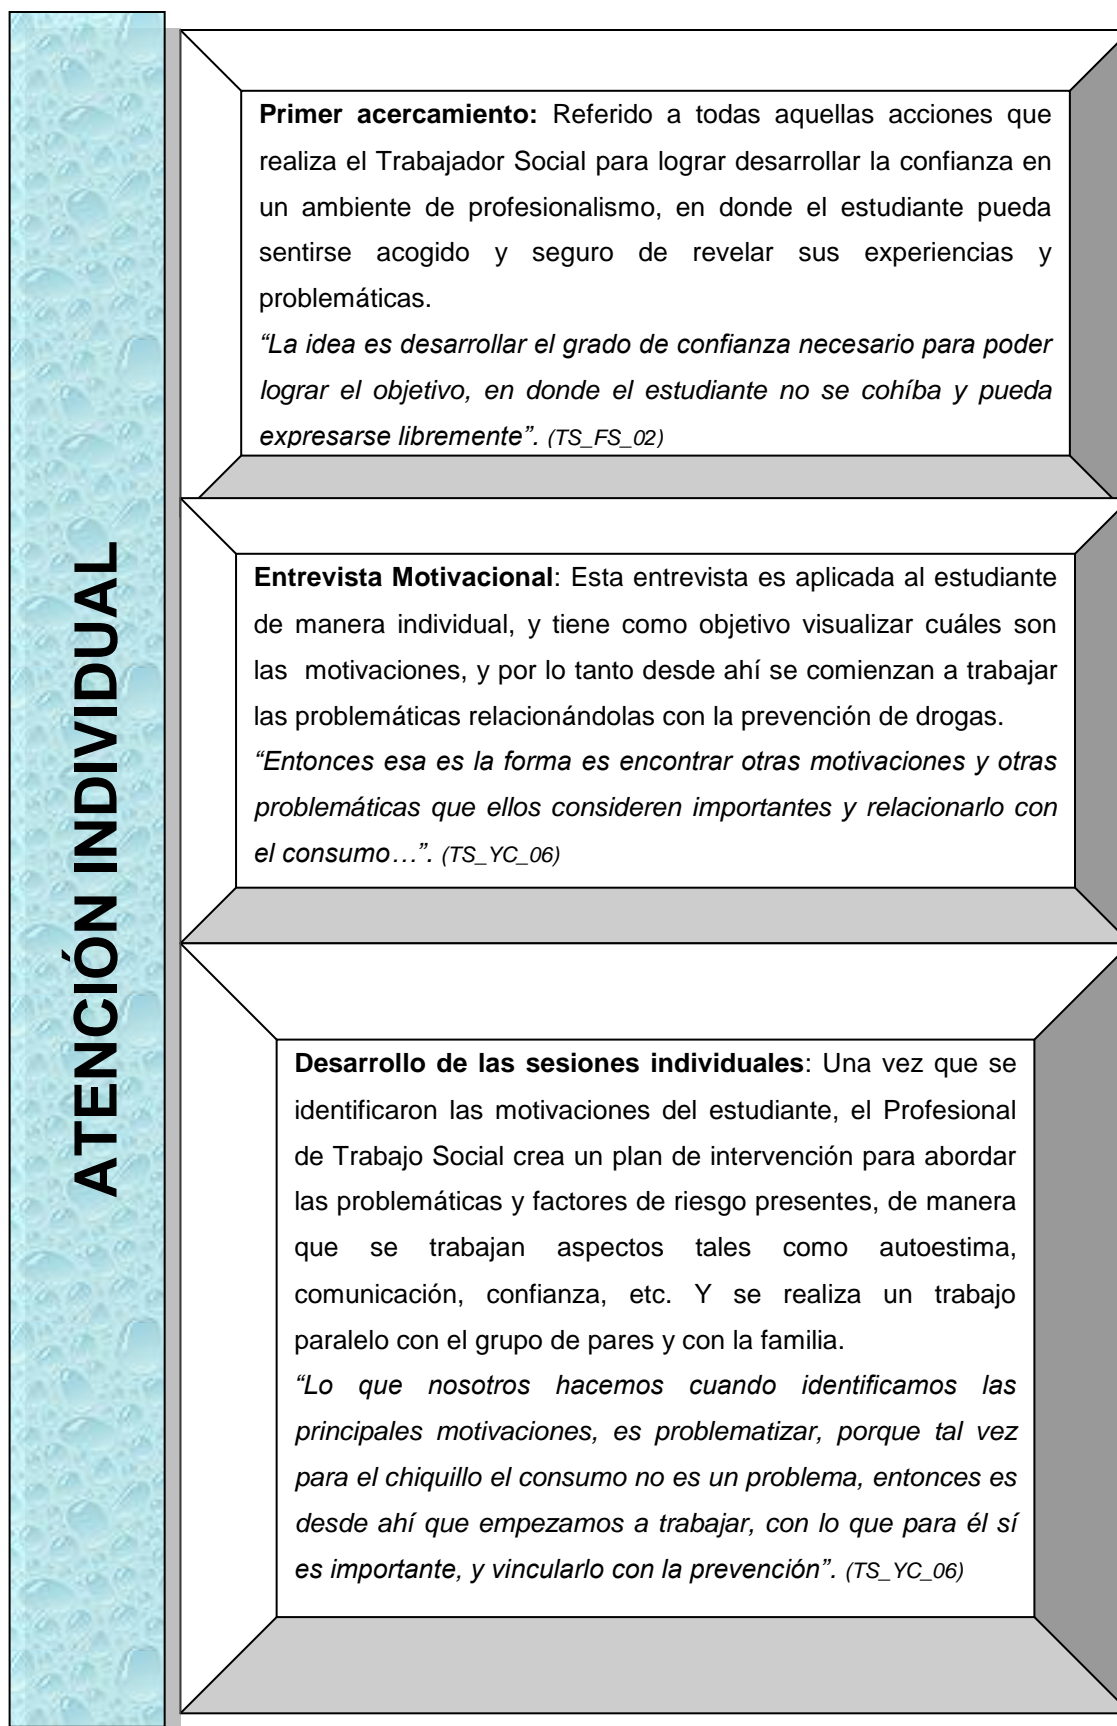 ATENCIÓN INDIVIDUAL
Primer acercamiento: Referido a todas aquellas acciones que
realiza el Trabajador Social para lograr desarrollar la confianza en
un ambiente de profesionalismo, en donde el estudiante pueda
sentirse acogido y seguro de revelar sus experiencias y
problemáticas.
“La idea es desarrollar el grado de confianza necesario para poder
lograr el objetivo, en donde el estudiante no se cohíba y pueda
expresarse libremente”. (TS_FS_02)
Entrevista Motivacional: Esta entrevista es aplicada al estudiante
de manera individual, y tiene como objetivo visualizar cuáles son
las motivaciones, y por lo tanto desde ahí se comienzan a trabajar
las problemáticas relacionándolas con la prevención de drogas.
“Entonces esa es la forma es encontrar otras motivaciones y otras
problemáticas que ellos consideren importantes y relacionarlo con
el consumo…”. (TS_YC_06)
Desarrollo de las sesiones individuales: Una vez que se
identificaron las motivaciones del estudiante, el Profesional
de Trabajo Social crea un plan de intervención para abordar
las problemáticas y factores de riesgo presentes, de manera
que se trabajan aspectos tales como autoestima,
comunicación, confianza, etc. Y se realiza un trabajo
paralelo con el grupo de pares y con la familia.
“Lo que nosotros hacemos cuando identificamos las
principales motivaciones, es problematizar, porque tal vez
para el chiquillo el consumo no es un problema, entonces es
desde ahí que empezamos a trabajar, con lo que para él sí
es importante, y vincularlo con la prevención”. (TS_YC_06)